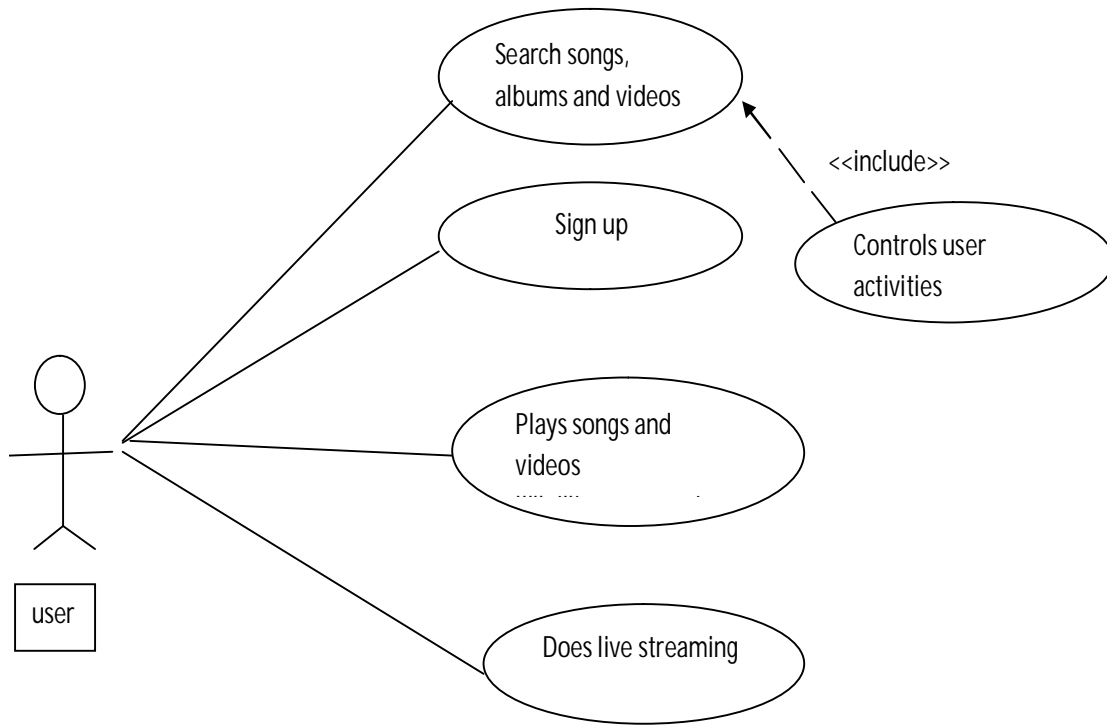 Search songs,
albums and videos
<<include>>
Sign up
Controls user
activities
Plays songs and
videos
user
Does live streaming